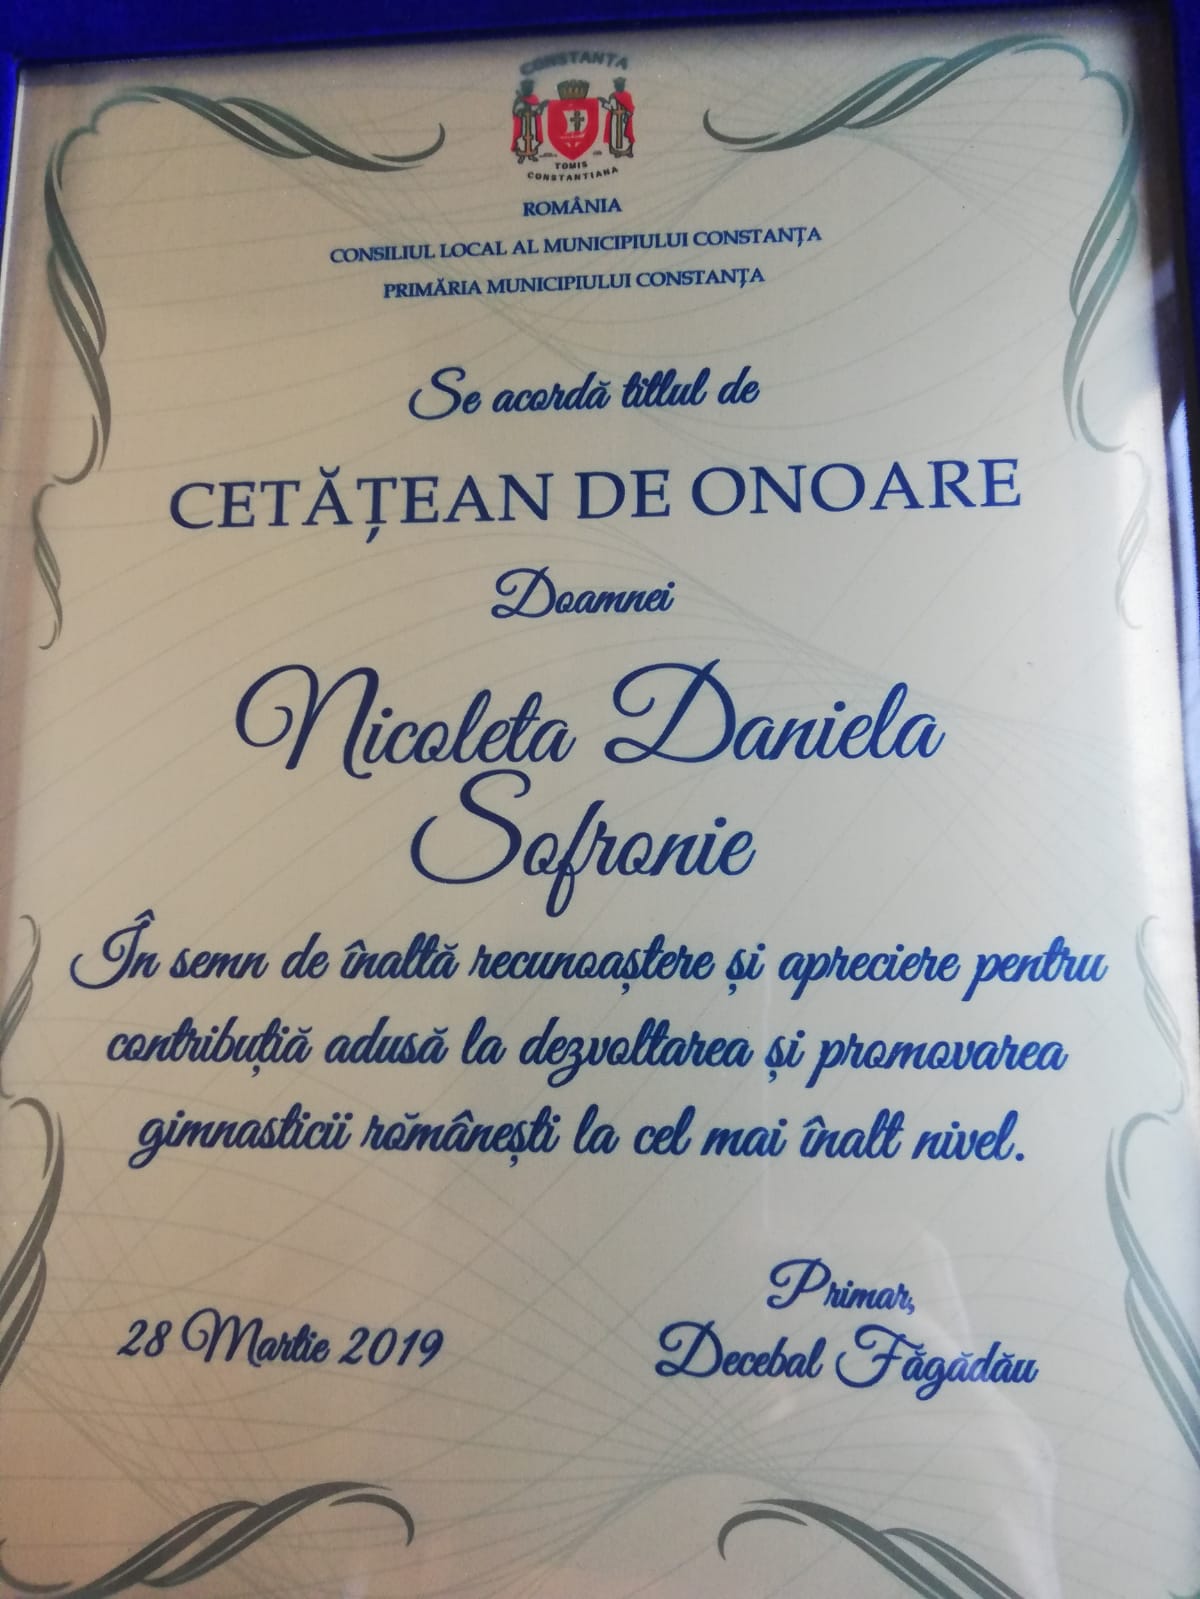 CONSTANȚA
TOMIS
CONSTANTIANA
ROMÂNIA
CONSILIUL LOCAL AL MUNICIPIULUI CONSTANȚA
PRIMĂRIA MUNICIPIULUI CONSTANȚA
Se acordă titlul de
CETĂȚEAN DE ONOARE
Doamnei
Nicoleta Daniela
Sofronie
În semn de înaltă recunoaștere și apreciere pentru
contribuțiă adusă la dezvoltarea și promovarea
gimnasticii românești la cel mai înalt nivel.
Primar,
28 Martie 2019
Decebal Făgădău